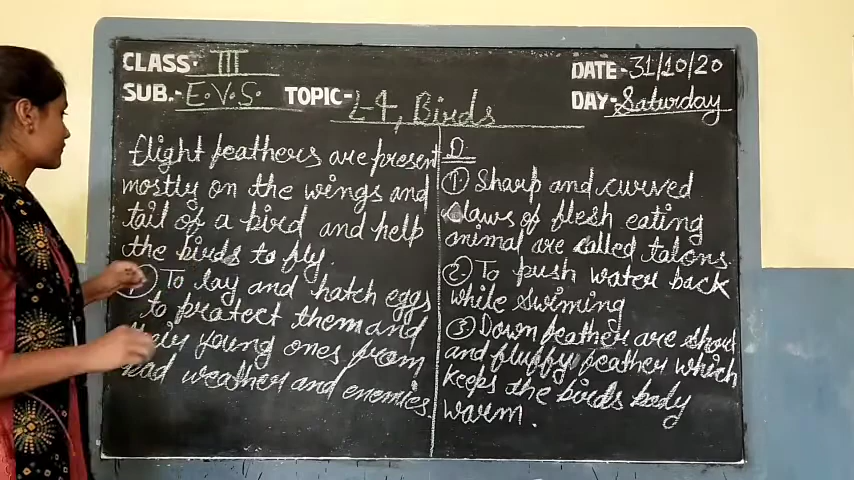 CLASS- III
SUB.- E.V.S.
TOPIC- L-4, Birds
DATE- 31/10/20
DAY- Saturday
flight feathers are present
mostly on the wings and
tail of a bird and help
the birds to fly.
To lay and hatch eggs
to protect them and
their young ones from
bad weather and enemies.
D
① Sharp and curved
claws of flesh eating
animal are called talons.
② To push water back
while swiming
③ Down feather are short
and fluffy feather which
keeps the birds body
warm.